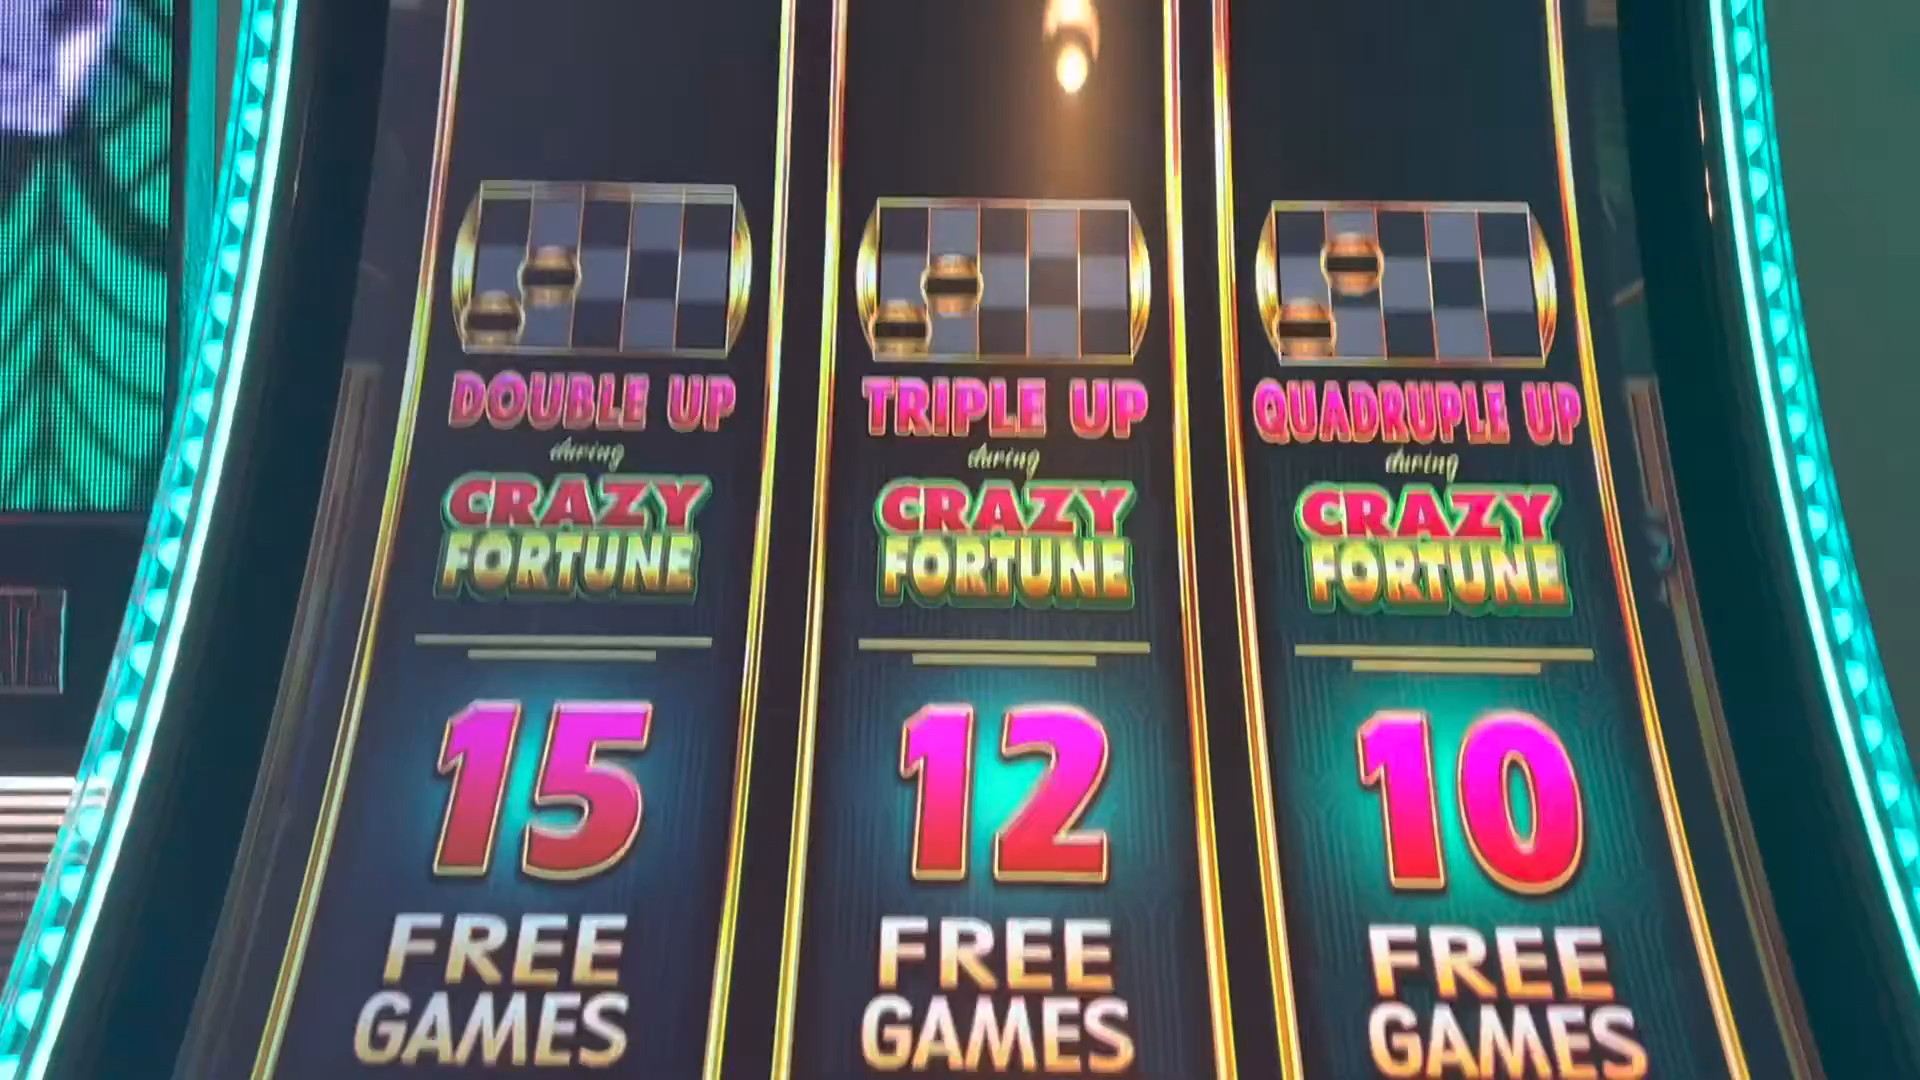 DOUBLE UP
during
CRAZY
FORTUNE
15
FREE
GAMES
TRIPLE UP
during
CRAZY
FORTUNE
12
FREE
GAMES
QUADRUPLE UP
during
CRAZY
FORTUNE
10
FREE
GAMES